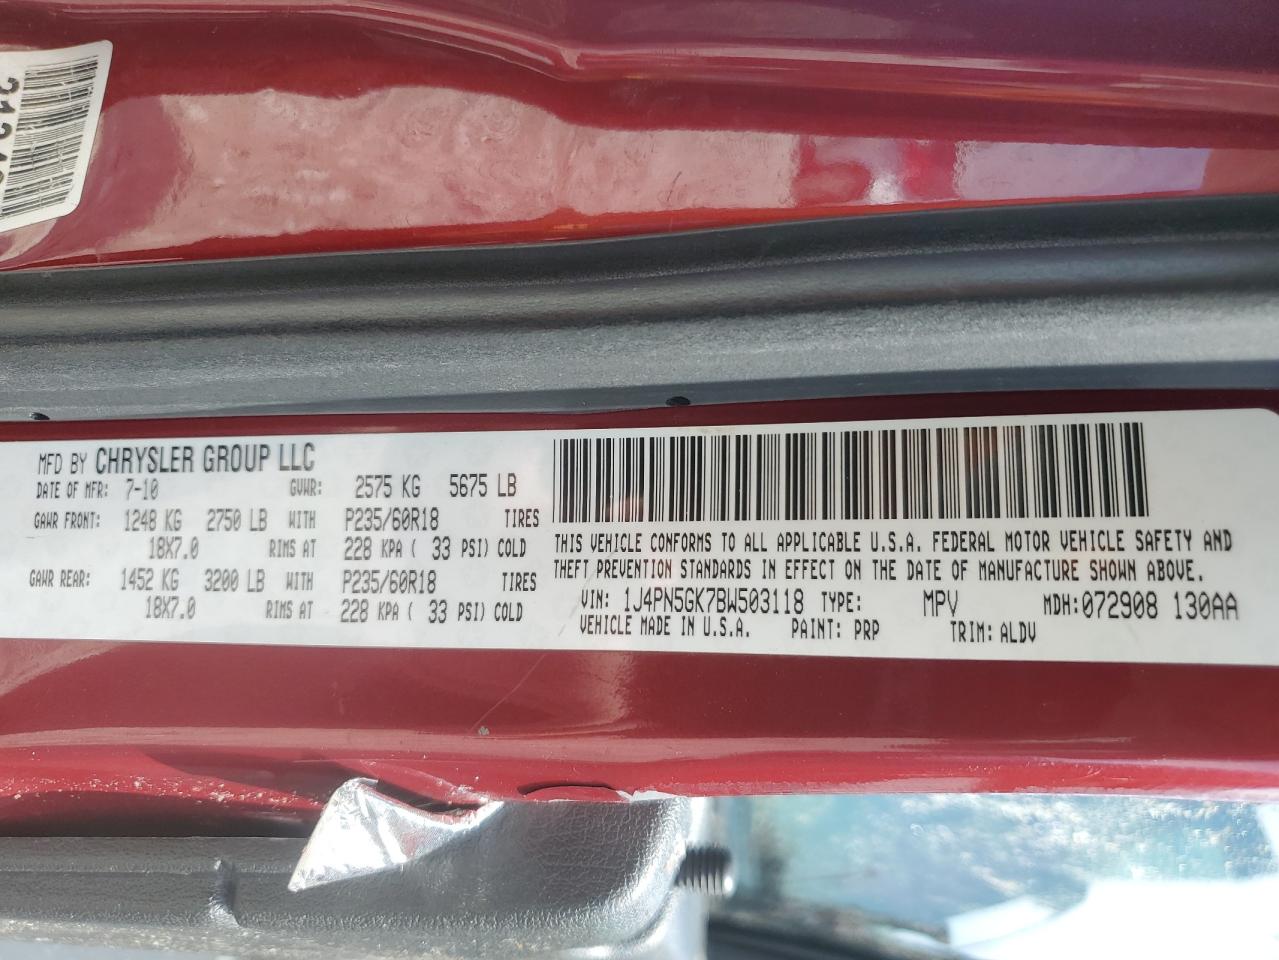 MFD BY CHRYSLER GROUP LLC
DATE OF MFR: 7-10 GVWR: 2575 KG 5675 LB
GAWR FRONT: 1248 KG 2750 LB WITH P235/60R18 TIRES
18X7.0 RIMS AT 228 KPA ( 33 PSI) COLD
GAWR REAR: 1452 KG 3200 LB WITH P235/60R18 TIRES
18X7.0 RIMS AT 228 KPA ( 33 PSI) COLD
THIS VEHICLE CONFORMS TO ALL APPLICABLE U.S.A. FEDERAL MOTOR VEHICLE SAFETY AND
THEFT PREVENTION STANDARDS IN EFFECT ON THE DATE OF MANUFACTURE SHOWN ABOVE.
VIN: 1J4PN5GK7BW503118 TYPE: MPV MDH:072908 130AA
VEHICLE MADE IN U.S.A. PAINT: PRP TRIM: ALDV